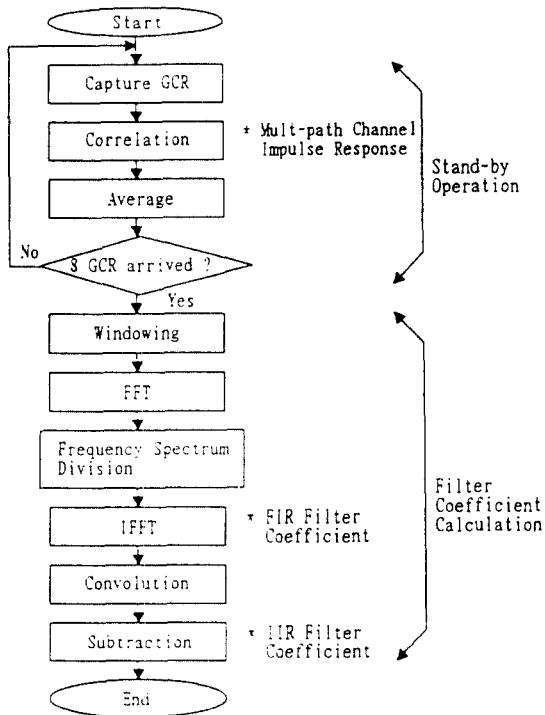 Start
Capture GCR
Correlation
* Mult-path Channel
Impulse Response
Average
Stand-by
Operation
No
8 GCR arrived ?
Yes
Windowing
FFT
Frequency Spectrum
Division
IFFT
* FIR Filter
Coefficient
Filter
Coefficient
Calculation
Convolution
Subtraction
* IIR Filter
Coefficient
End